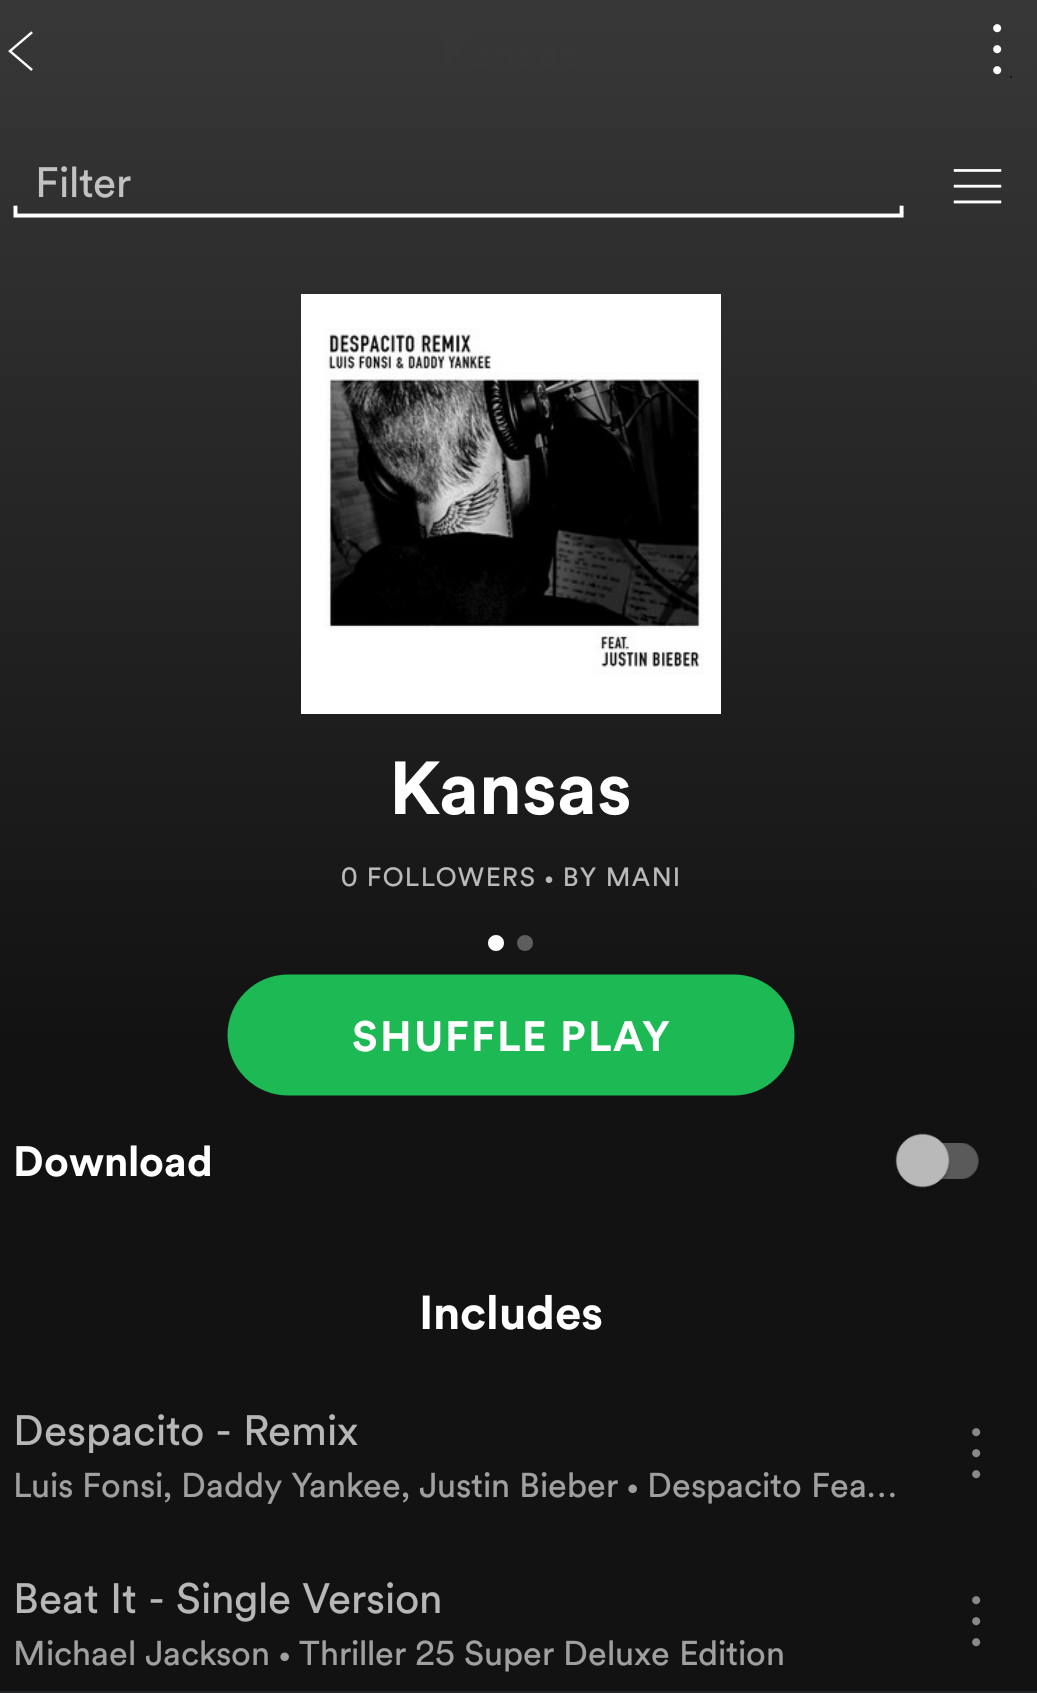 Filter
DESPACITO REMIX
LUIS FONSI & DADDY YANKEE
FEAT.
JUSTIN BIEBER
Kansas
0 FOLLOWERS • BY MANI
SHUFFLE PLAY
Download
Includes
Despacito - Remix
Luis Fonsi, Daddy Yankee, Justin Bieber • Despacito Fea...
Beat It - Single Version
Michael Jackson • Thriller 25 Super Deluxe Edition